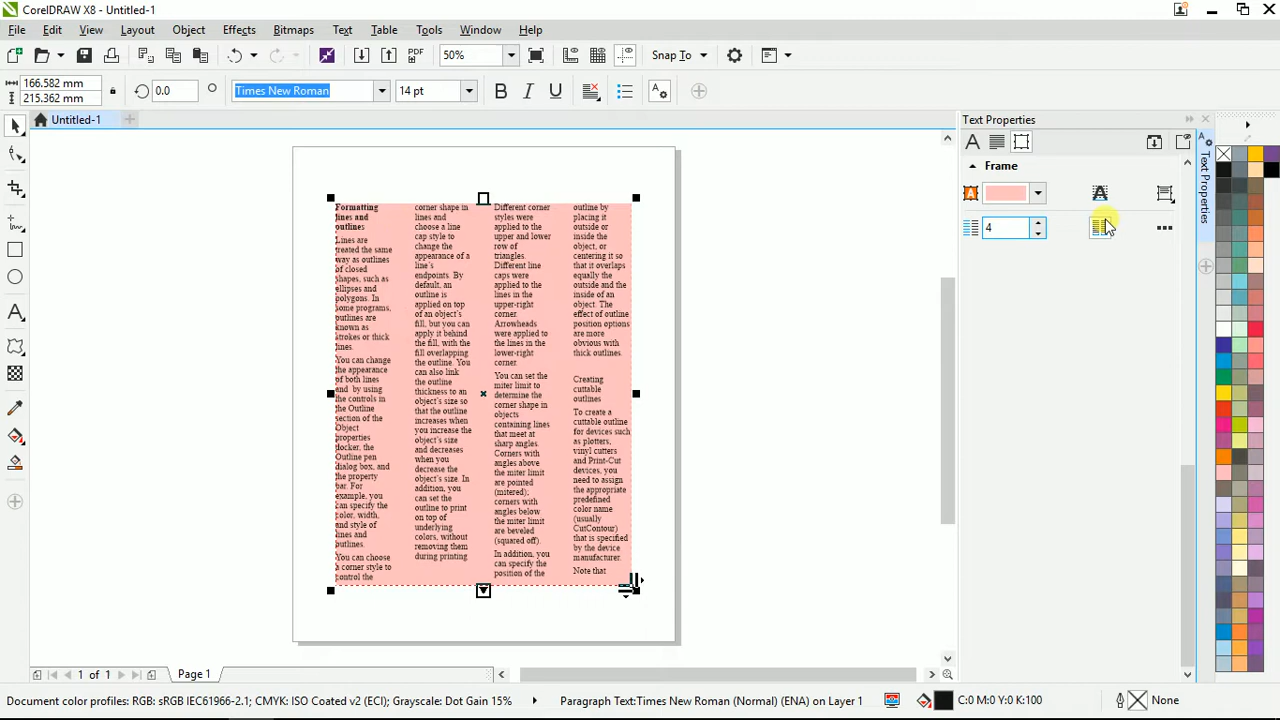 CorelDRAW X8 - Untitled-1
File Edit View Layout Object Effects Bitmaps Text Table Tools Window Help
PDF 50% Snap To
166.582 mm
215.362 mm
0.0 Times New Roman 14 pt
Untitled-1
Text Properties
Frame
4
Text Properties
Formatting
lines and
outlines
Lines are
treated the same
way as outlines
of closed
shapes, such as
ellipses and
polygons. In
some programs,
outlines are
known as
strokes or thick
lines.
You can change
the appearance
of both lines
and by using
the controls in
the Outline
section of the
Object
properties
docker, the
Outline pen
dialog box, and
the property
bar. For
example, you
can specify the
color, width,
and style of
lines and
outlines.
You can choose
a corner style to
control the
corner shape in
lines and
choose a line
cap style to
change the
appearance of a
line's
endpoints. By
default, an
outline is
applied on top
of an object's
fill, but you can
apply it behind
the fill, with the
fill overlapping
the outline. You
can also link
the outline
thickness to an
object's size so
that the outline
increases when
you increase the
object's size
and decreases
when you
decrease the
object's size. In
addition, you
can set the
outline to print
on top of
underlying
colors, without
removing them
during printing
Different corner
styles were
applied to the
upper and lower
row of
triangles.
Different line
caps were
applied to the
lines in the
upper-right
corner.
Arrowheads
were applied to
the lines in the
lower-right
corner.
You can set the
miter limit to
determine the
corner shape in
objects
containing lines
that meet at
sharp angles.
Corners with
angles above
the miter limit
are pointed
(mitered);
corners with
angles below
the miter limit
are beveled
(squared off).
In addition, you
can specify the
position of the
outline by
placing it
outside or
inside the
object, or
centering it so
that it overlaps
equally the
outside and the
inside of an
object. The
effect of outline
position options
are more
obvious with
thick outlines.
Creating
cuttable
outlines
To create a
cuttable outline
for devices such
as plotters,
vinyl cutters
and Print-Cut
devices, you
need to assign
the appropriate
predefined
color name
(usually
CutContour)
that is specified
by the device
manufacturer.
Note that
1 of 1 Page 1
Document color profiles: RGB: sRGB IEC61966-2.1; CMYK: ISO Coated v2 (ECI); Grayscale: Dot Gain 15% Paragraph Text:Times New Roman (Normal) (ENA) on Layer 1 C:0 M:0 Y:0 K:100 None